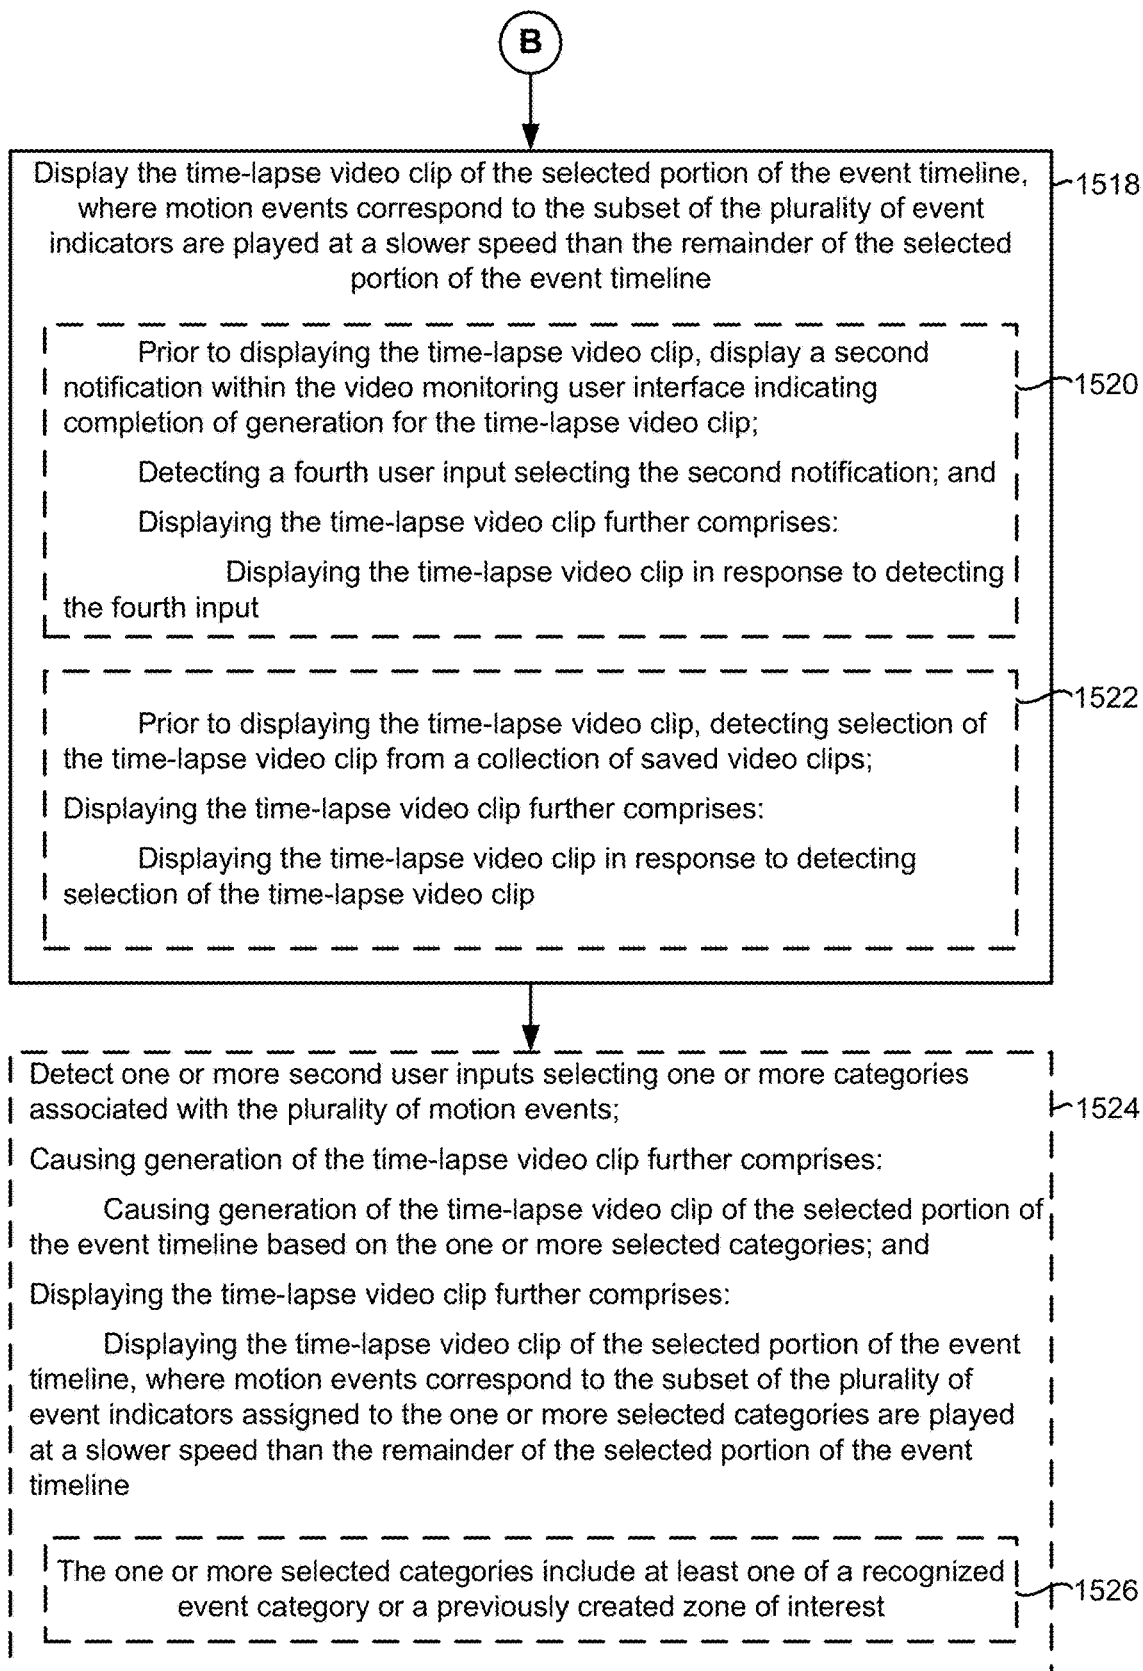 B
Display the time-lapse video clip of the selected portion of the event timeline,
where motion events correspond to the subset of the plurality of event
indicators are played at a slower speed than the remainder of the selected
portion of the event timeline
1518
Prior to displaying the time-lapse video clip, display a second
notification within the video monitoring user interface indicating
completion of generation for the time-lapse video clip;
Detecting a fourth user input selecting the second notification; and
Displaying the time-lapse video clip further comprises:
Displaying the time-lapse video clip in response to detecting
the fourth input
1520
Prior to displaying the time-lapse video clip, detecting selection of
the time-lapse video clip from a collection of saved video clips;
Displaying the time-lapse video clip further comprises:
Displaying the time-lapse video clip in response to detecting
selection of the time-lapse video clip
1522
Detect one or more second user inputs selecting one or more categories
associated with the plurality of motion events;
Causing generation of the time-lapse video clip further comprises:
Causing generation of the time-lapse video clip of the selected portion of
the event timeline based on the one or more selected categories; and
Displaying the time-lapse video clip further comprises:
Displaying the time-lapse video clip of the selected portion of the event
timeline, where motion events correspond to the subset of the plurality of
event indicators assigned to the one or more selected categories are played
at a slower speed than the remainder of the selected portion of the event
timeline
1524
The one or more selected categories include at least one of a recognized
event category or a previously created zone of interest
1526